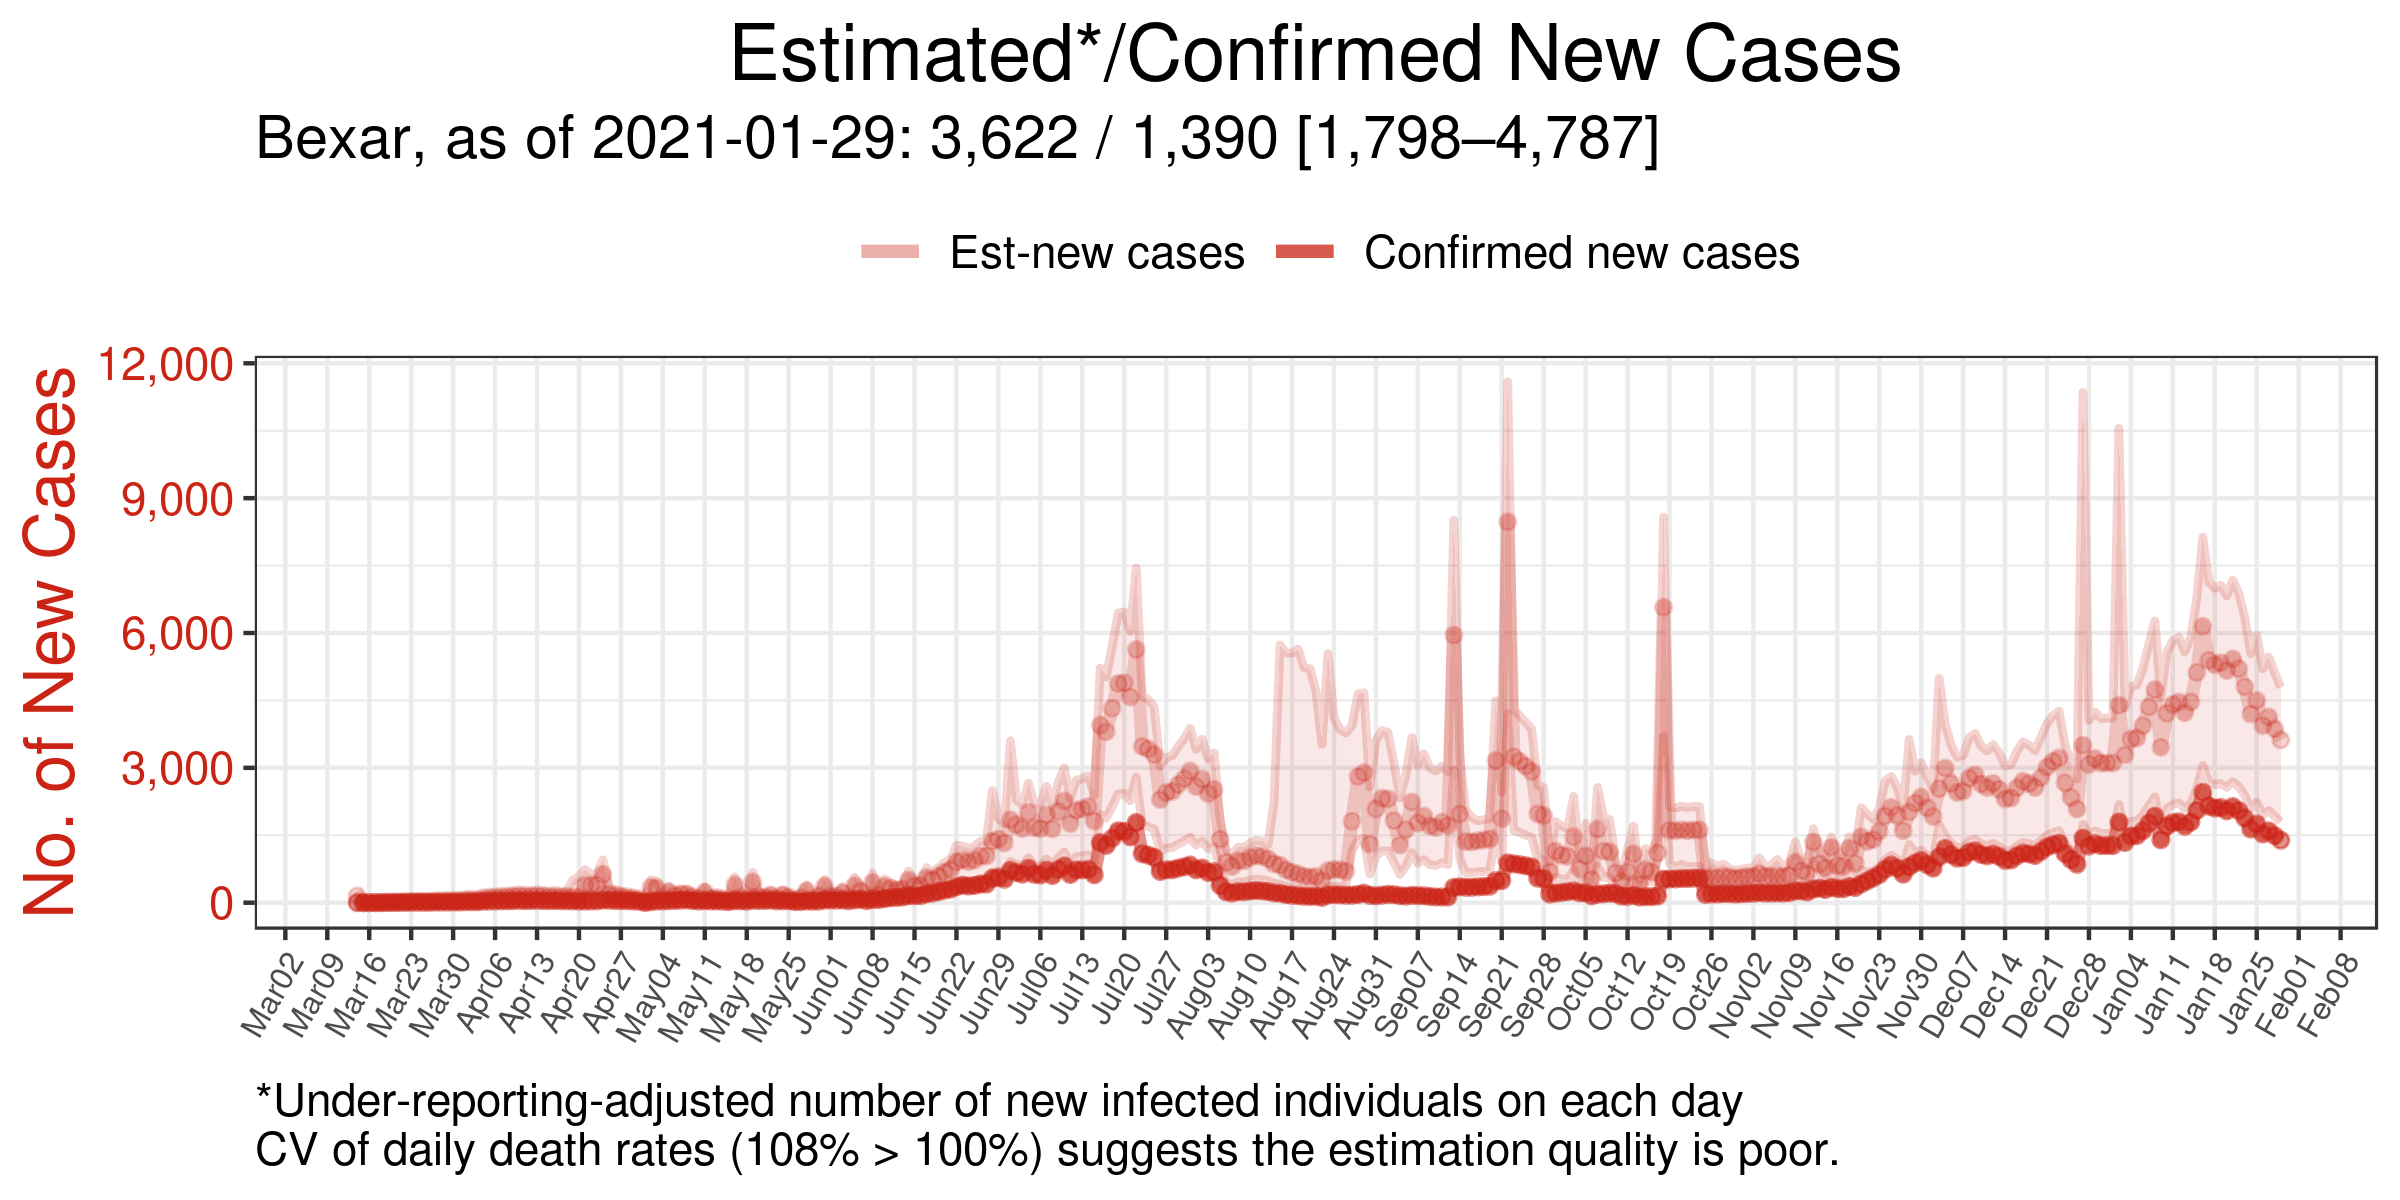 Estimated*/Confirmed New Cases
Bexar, as of 2021-01-29: 3,622 / 1,390 [1,798–4,787]
Est-new cases Confirmed new cases
No. of New Cases
12,000
9,000
6,000
3,000
0
Mar02 Mar09 Mar16 Mar23 Mar30 Apr06 Apr13 Apr20 Apr27 May04 May11 May18 May25 Jun01 Jun08 Jun15 Jun22 Jun29 Jul06 Jul13 Jul20 Jul27 Aug03 Aug10 Aug17 Aug24 Aug31 Sep07 Sep14 Sep21 Sep28 Oct05 Oct12 Oct19 Oct26 Nov02 Nov09 Nov16 Nov23 Nov30 Dec07 Dec14 Dec21 Dec28 Jan04 Jan11 Jan18 Jan25 Feb01 Feb08
*Under-reporting-adjusted number of new infected individuals on each day
CV of daily death rates (108% > 100%) suggests the estimation quality is poor.